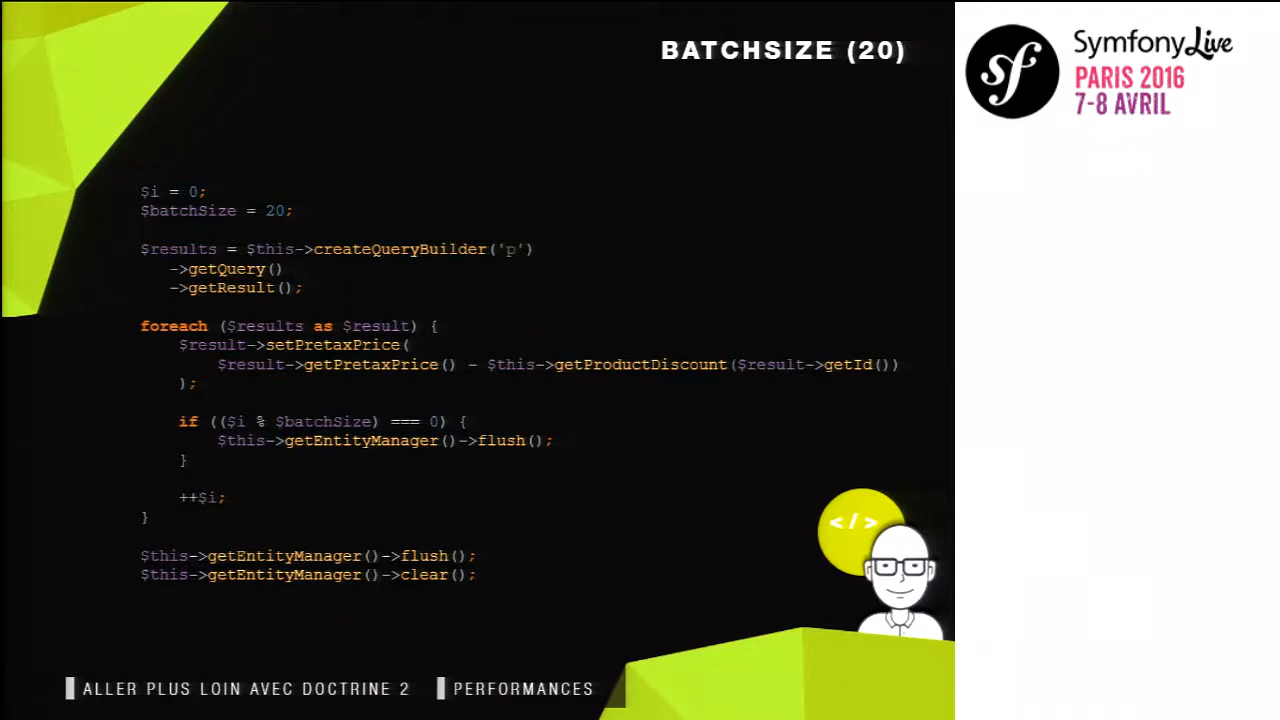 BATCHSIZE (20)
SymfonyLive
PARIS 2016
7-8 AVRIL
$i = 0;
$batchSize = 20;
$results = $this->createQueryBuilder('p')
->getQuery()
->getResult();
foreach ($results as $result) {
$result->setPretaxPrice(
$result->getPretaxPrice() - $this->getProductDiscount($result->getId())
);
if (($i % $batchSize) === 0) {
$this->getEntityManager()->flush();
}
++$i;
}
$this->getEntityManager()->flush();
$this->getEntityManager()->clear();
</>
ALLER PLUS LOIN AVEC DOCTRINE 2
PERFORMANCES